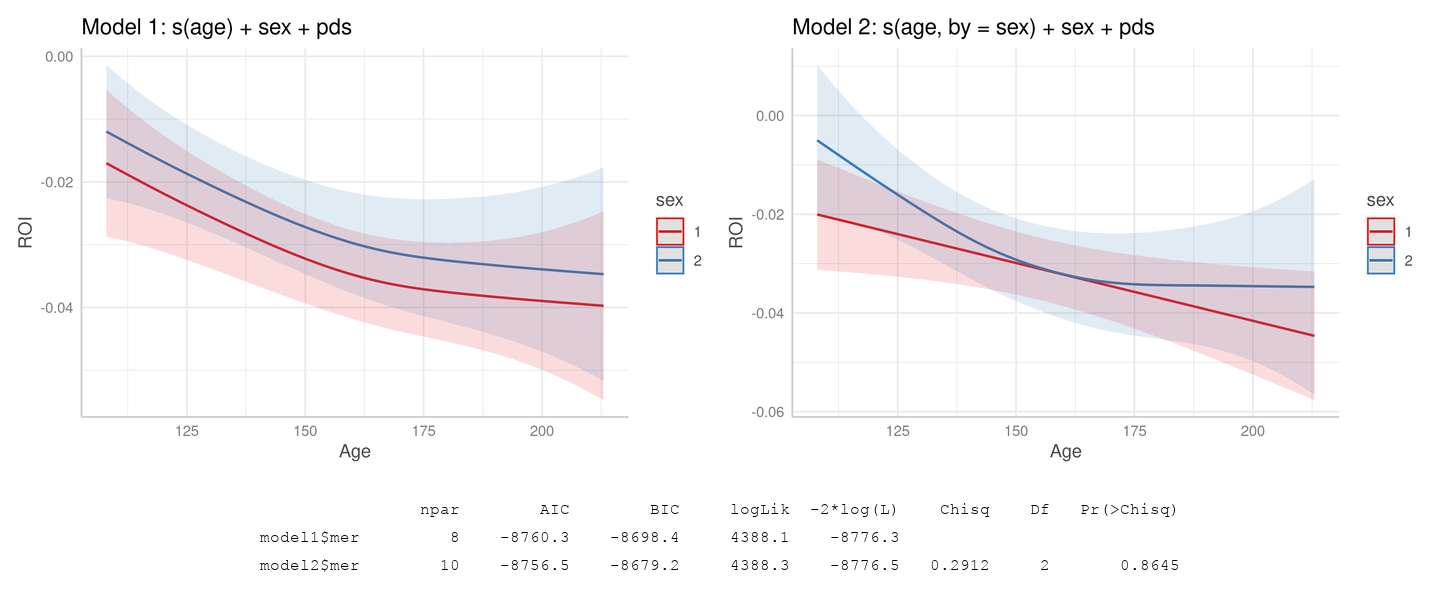 Model 1: s(age) + sex + pds
0.00
-0.02
-0.04
ROI
125 150 175 200
Age
sex
1
2
Model 2: s(age, by = sex) + sex + pds
0.00
-0.02
-0.04
-0.06
ROI
125 150 175 200
Age
sex
1
2
npar AIC BIC logLik -2*log(L) Chisq Df Pr(>Chisq)
model1$mer 8 -8760.3 -8698.4 4388.1 -8776.3
model2$mer 10 -8756.5 -8679.2 4388.3 -8776.5 0.2912 2 0.8645